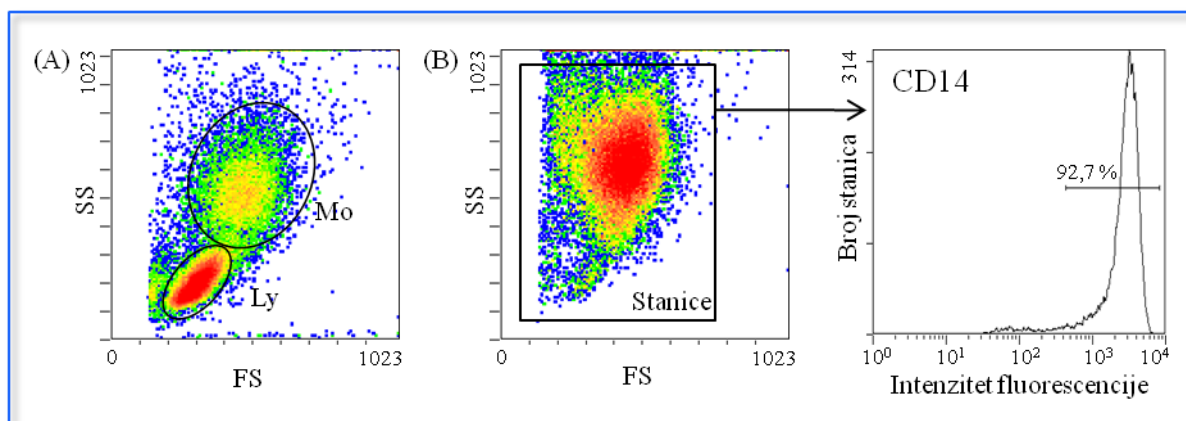 (A)
1023
SS
Mo
Ly
0
1023
FS
(B)
1023
SS
Stanice
0
1023
FS
314
CD14
92,7 %
Broj stanica
10⁰ 10¹ 10² 10³ 10⁴
Intenzitet fluorescencije